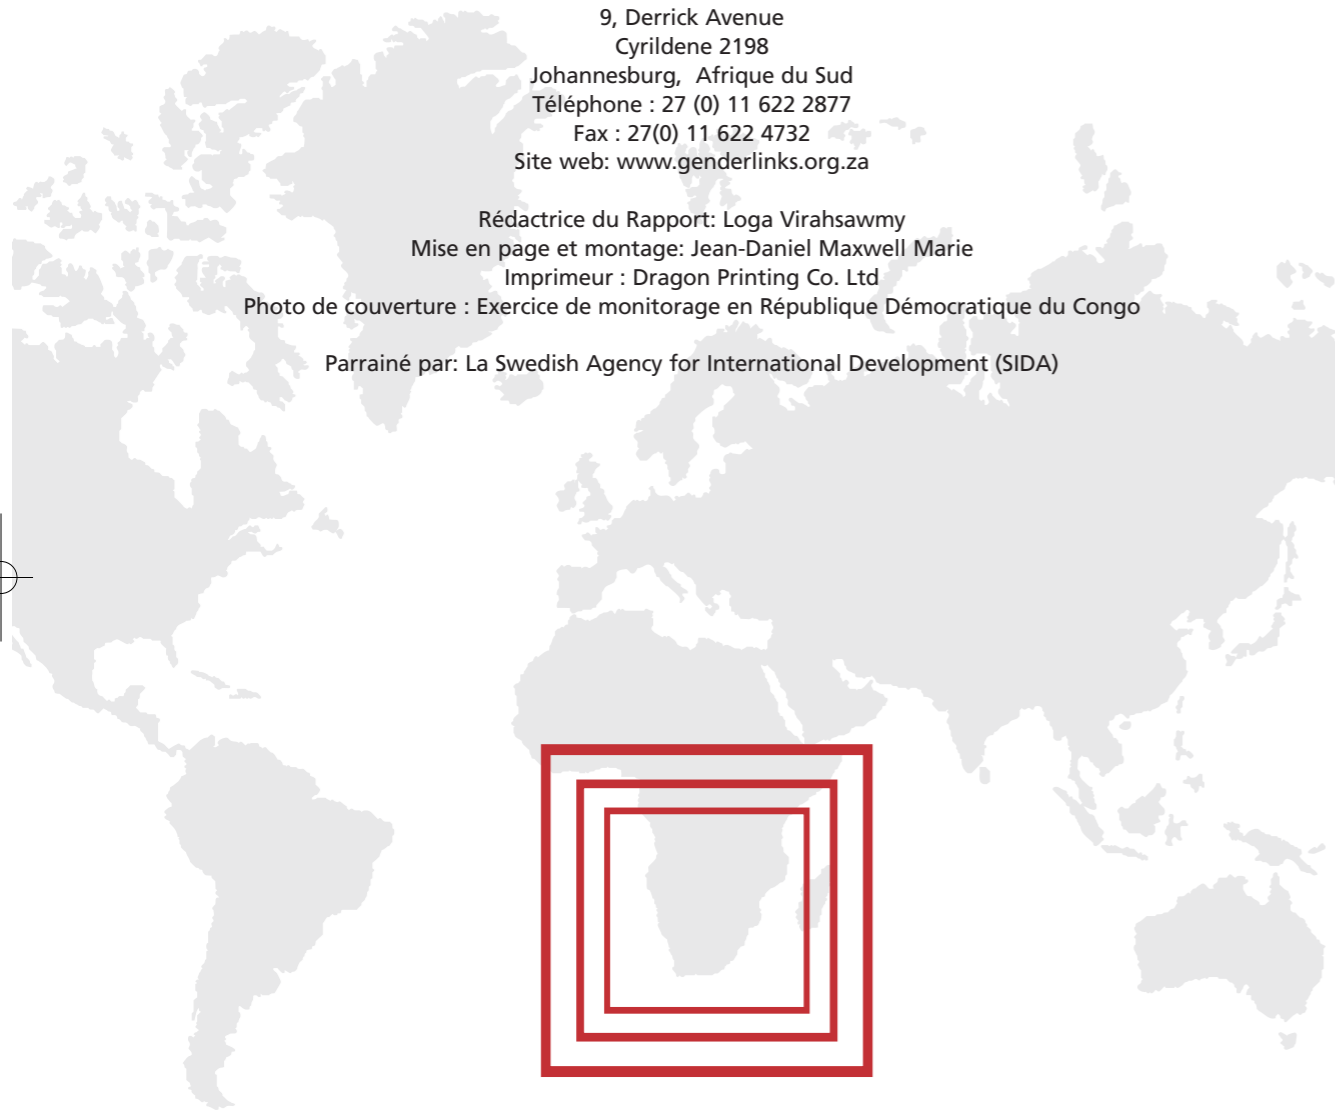 9, Derrick Avenue
Cyrildene 2198
Johannesburg, Afrique du Sud
Téléphone : 27 (0) 11 622 2877
Fax : 27(0) 11 622 4732
Site web: www.genderlinks.org.za
Rédactrice du Rapport: Loga Virahsawmy
Mise en page et montage: Jean-Daniel Maxwell Marie
Imprimeur : Dragon Printing Co. Ltd
Photo de couverture : Exercice de monitorage en République Démocratique du Congo
Parrainé par: La Swedish Agency for International Development (SIDA)